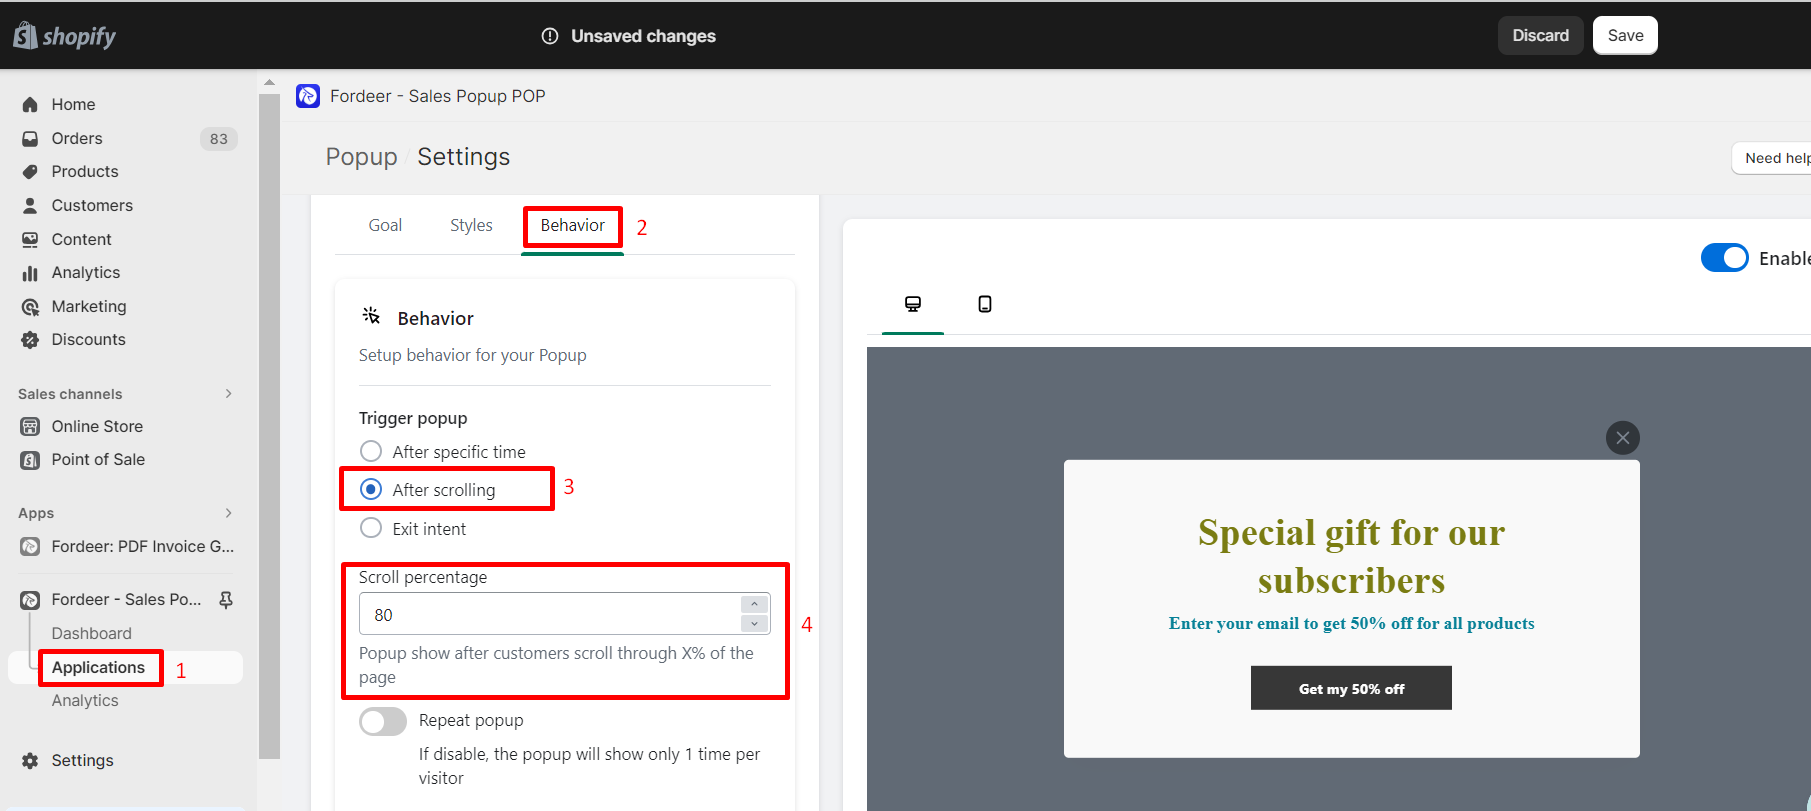 shopify
Unsaved changes
Discard
Save
Home
Orders 83
Products
Customers
Content
Analytics
Marketing
Discounts
Sales channels
Online Store
Point of Sale
Apps
Fordeer: PDF Invoice G...
Fordeer - Sales Po...
Dashboard
Applications 1
Analytics
Settings
Fordeer - Sales Popup POP
Popup / Settings
Need help
Goal Styles Behavior 2
Behavior
Setup behavior for your Popup
Trigger popup
After specific time
After scrolling 3
Exit intent
Scroll percentage
80
4
Popup show after customers scroll through X% of the
page
Repeat popup
If disable, the popup will show only 1 time per
visitor
Enable
Special gift for our
subscribers
Enter your email to get 50% off for all products
Get my 50% off